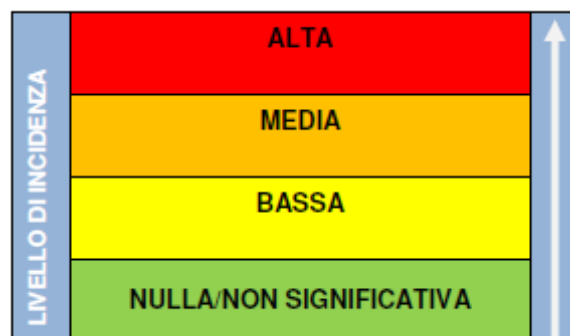 LIVELLO DI INCIDENZA
ALTA
MEDIA
BASSA
NULLA/NON SIGNIFICATIVA